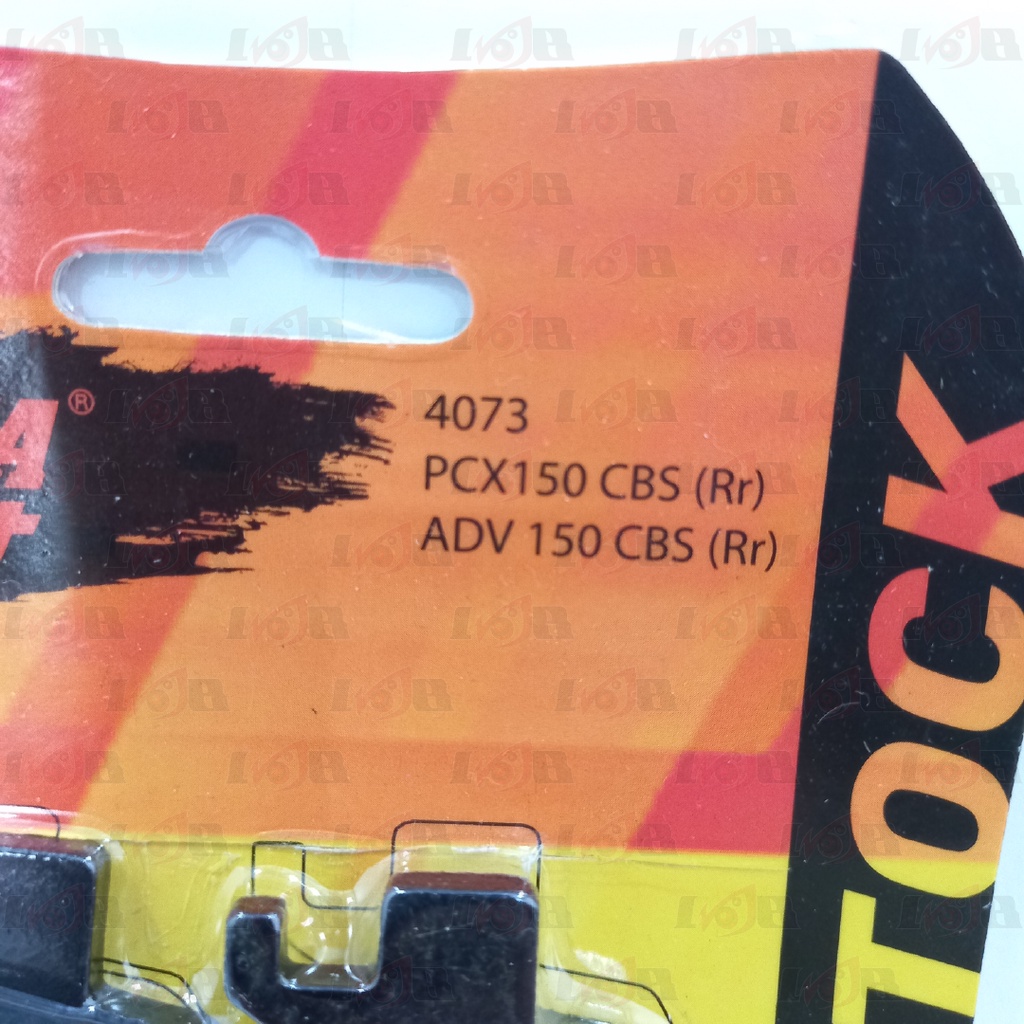 A®
4073
PCX150 CBS (Rr)
ADV 150 CBS (Rr)
TOCK